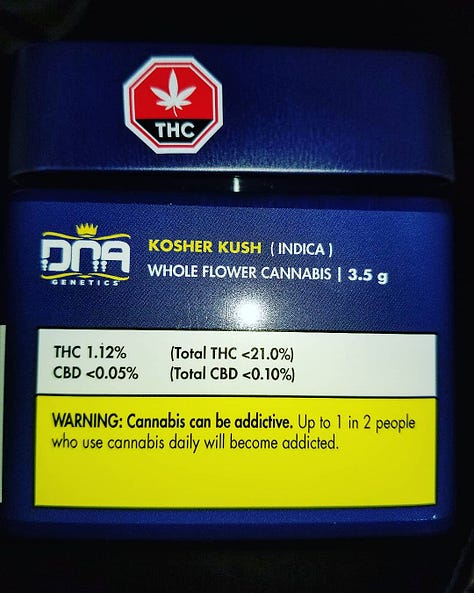 THC
DNA
GENETICS
KOSHER KUSH ( INDICA )
WHOLE FLOWER CANNABIS | 3.5 g
THC 1.12% (Total THC <21.0%)
CBD <0.05% (Total CBD <0.10%)
WARNING: Cannabis can be addictive. Up to 1 in 2 people
who use cannabis daily will become addicted.